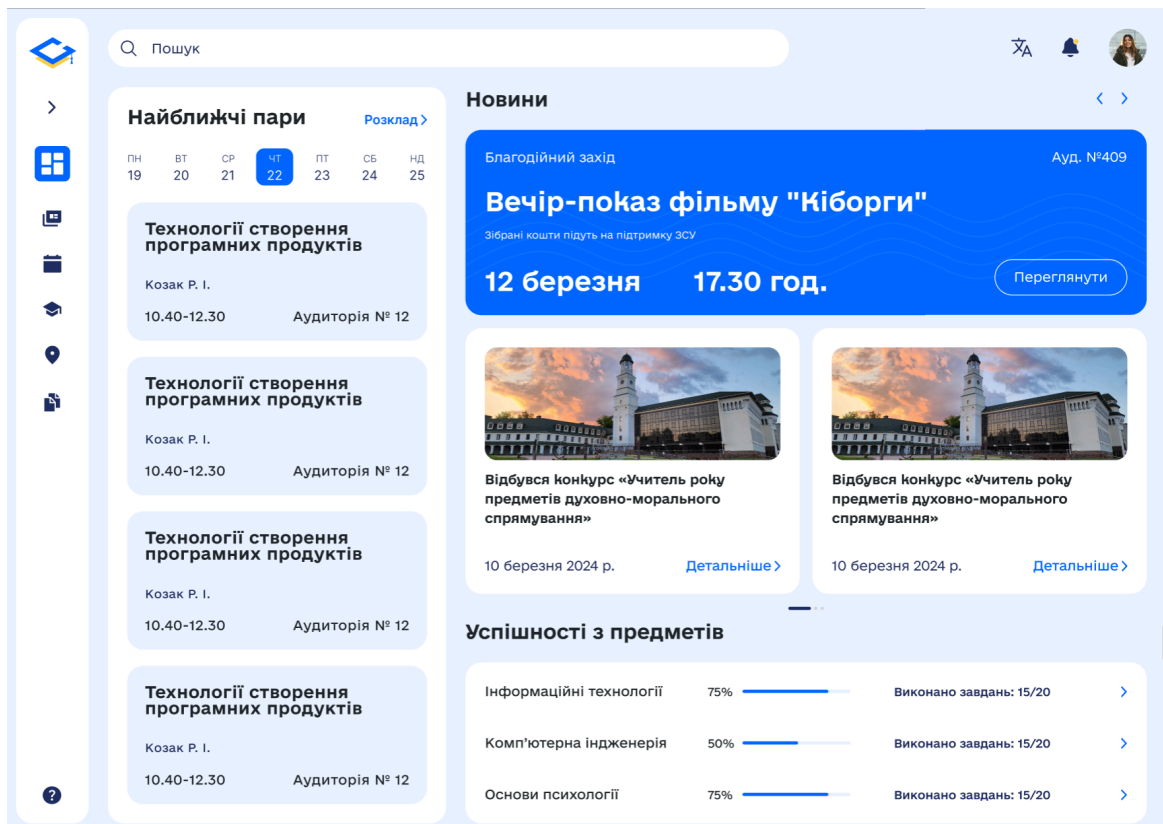 Пошук
Найближчі пари
Розклад
ПН ВТ СР ЧТ ПТ СБ НД
19 20 21 22 23 24 25
Технології створення
програмних продуктів
Козак Р. І.
10.40-12.30 Аудиторія № 12
Технології створення
програмних продуктів
Козак Р. І.
10.40-12.30 Аудиторія № 12
Технології створення
програмних продуктів
Козак Р. І.
10.40-12.30 Аудиторія № 12
Технології створення
програмних продуктів
Козак Р. І.
10.40-12.30 Аудиторія № 12
Новини
Благодійний захід Ауд. №409
Вечір-показ фільму "Кіборги"
Зібрані кошти підуть на підтримку ЗСУ
12 березня 17.30 год. Переглянути
Відбувся конкурс «Учитель року
предметів духовно-морального
спрямування»
10 березня 2024 р. Детальніше
Відбувся конкурс «Учитель року
предметів духовно-морального
спрямування»
10 березня 2024 р. Детальніше
Успішності з предметів
Інформаційні технології 75% Виконано завдань: 15/20
Комп'ютерна індженерія 50% Виконано завдань: 15/20
Основи психології 75% Виконано завдань: 15/20